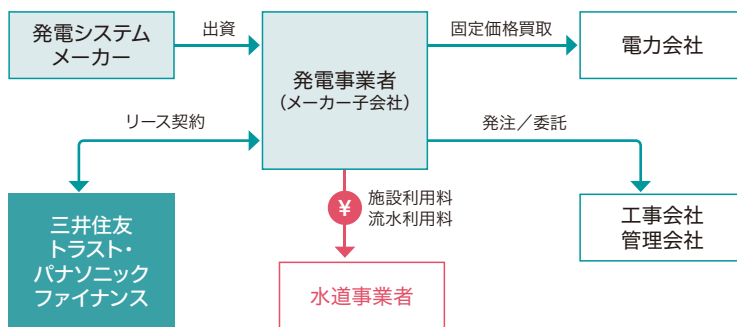 発電システム
メーカー
出資
発電事業者
（メーカー子会社）
固定価格買取
電力会社
リース契約
発注／委託
三井住友
トラスト・
パナソニック
ファイナンス
¥
施設利用料
流水利用料
工事会社
管理会社
水道事業者